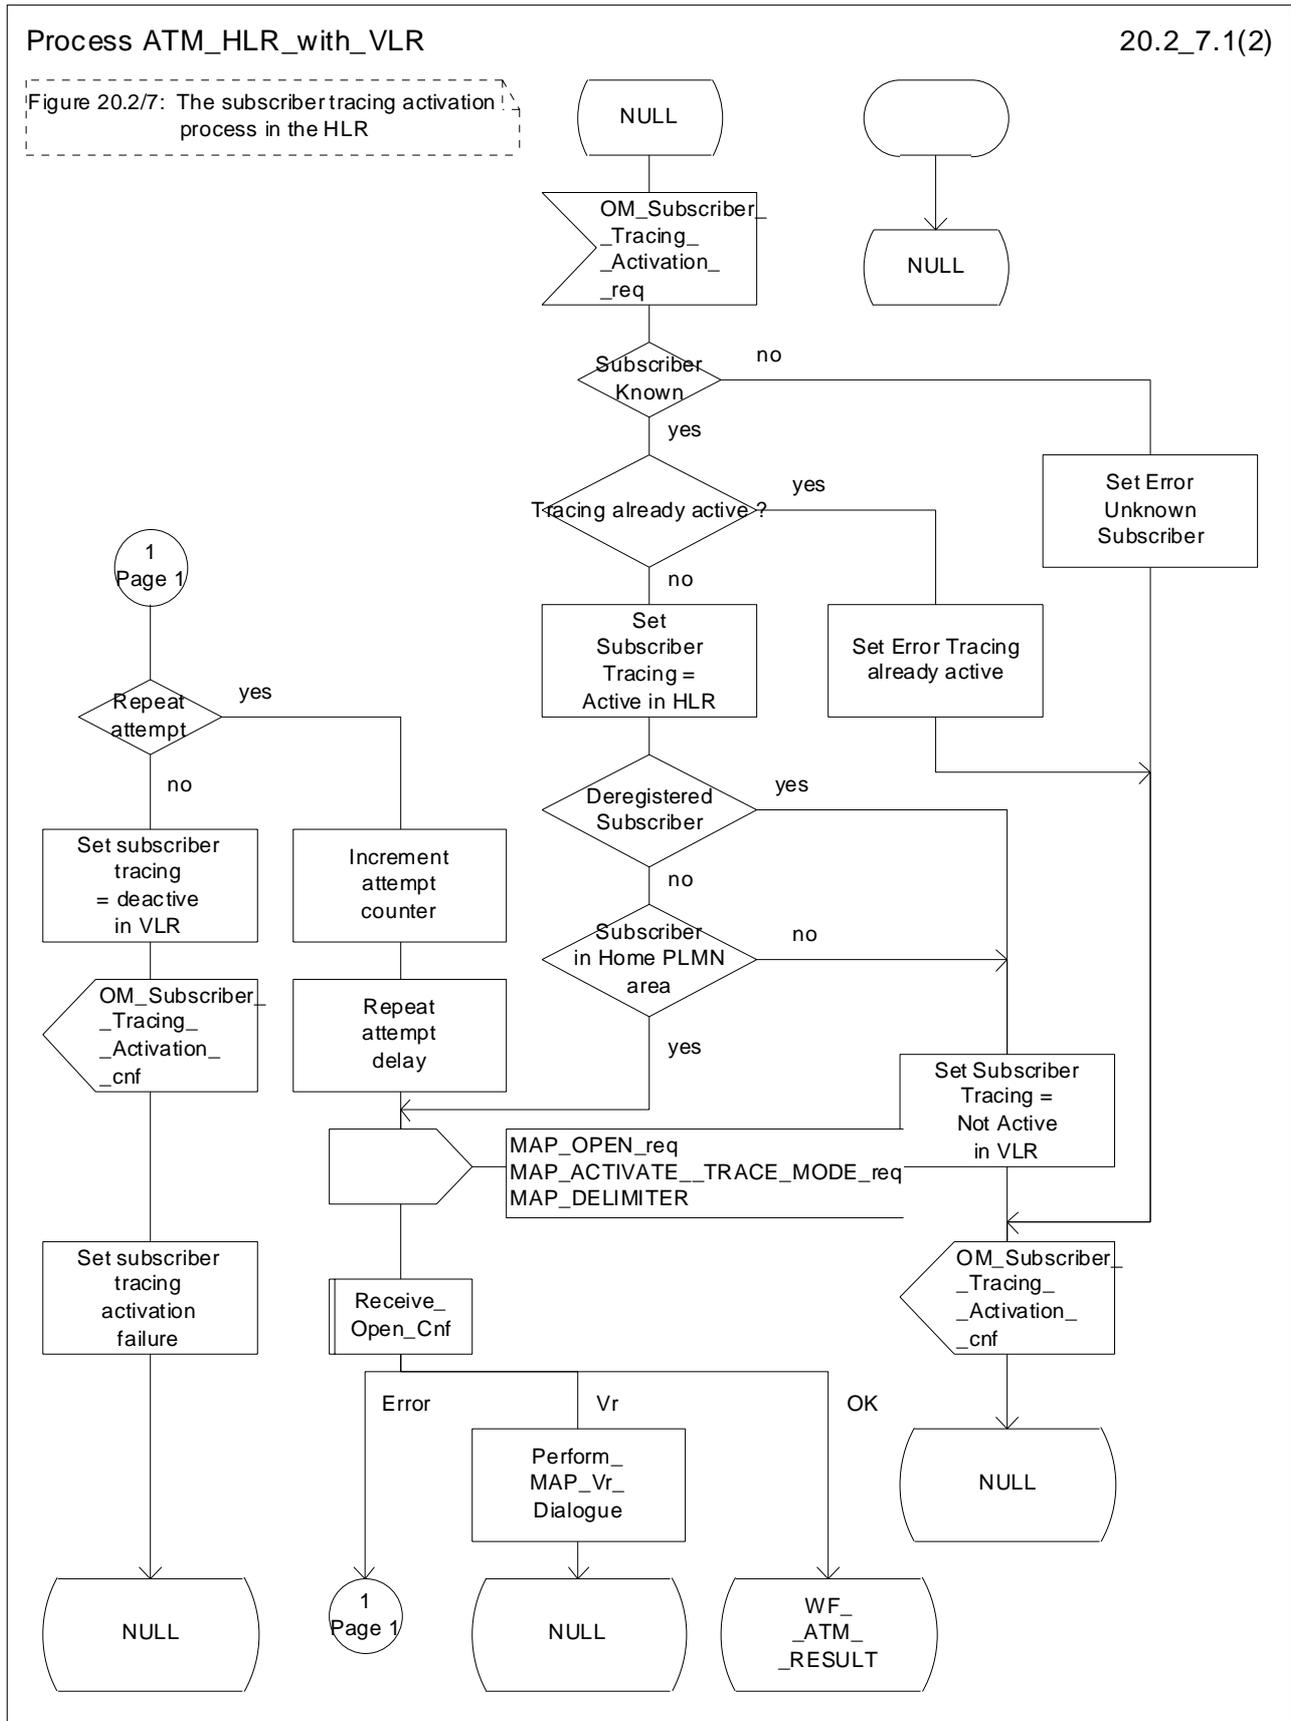 Process ATM_HLR_with_VLR
20.2_7.1(2)
Figure 20.2/7: The subscriber tracing activation
process in the HLR
NULL
OM_Subscriber_
_Tracing_
_Activation_
_req
NULL
Subscriber
Known
no
yes
Set Error
Unknown
Subscriber
Tracing already active ?
yes
no
1
Page 1
Set
Subscriber
Tracing =
Active in HLR
Set Error Tracing
already active
Repeat
attempt
yes
no
Deregistered
Subscriber
yes
no
Set subscriber
tracing
= deactive
in VLR
Increment
attempt
counter
Subscriber
in Home PLMN
area
no
yes
OM_Subscriber_
_Tracing_
_Activation_
_cnf
Repeat
attempt
delay
Set Subscriber
Tracing =
Not Active
in VLR
MAP_OPEN_req
MAP_ACTIVATE__TRACE_MODE_req
MAP_DELIMITER
Set subscriber
tracing
activation
failure
Receive_
Open_Cnf
OM_Subscriber_
_Tracing_
_Activation_
_cnf
Error
Vr
OK
Perform_
MAP_Vr_
Dialogue
NULL
NULL
1
Page 1
NULL
WF_
_ATM_
_RESULT